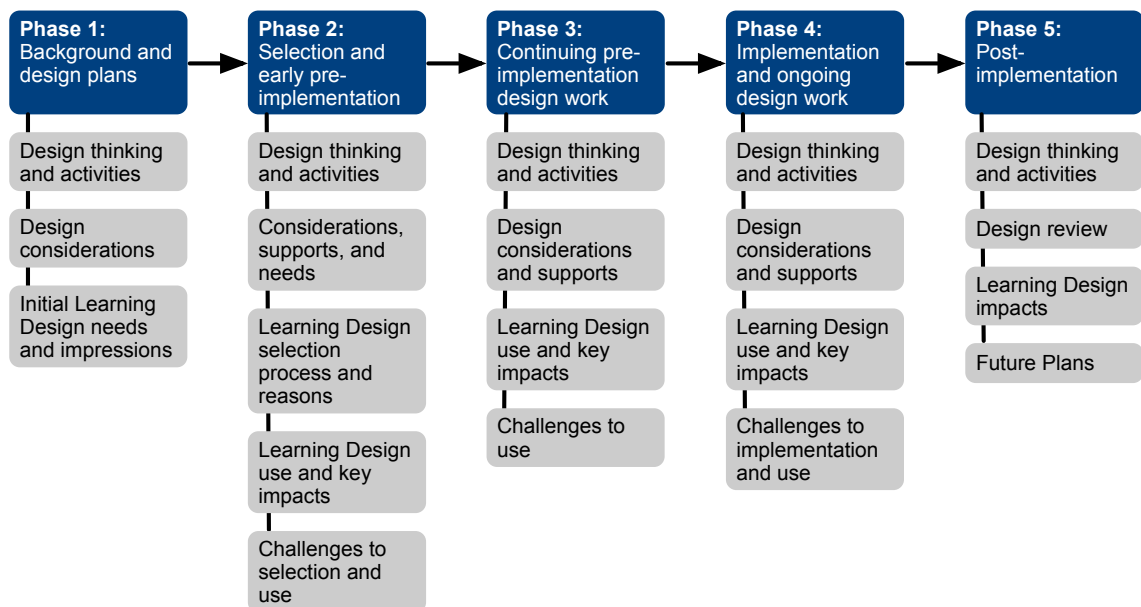 Phase 1:
Background and
design plans
Design thinking
and activities
Design
considerations
Initial Learning
Design needs
and impressions
Phase 2:
Selection and
early pre-
implementation
Design thinking
and activities
Considerations,
supports, and
needs
Learning Design
selection
process and
reasons
Learning Design
use and key
impacts
Challenges to
selection and
use
Phase 3:
Continuing pre-
implementation
design work
Design thinking
and activities
Design
considerations
and supports
Learning Design
use and key
impacts
Challenges to
use
Phase 4:
Implementation
and ongoing
design work
Design thinking
and activities
Design
considerations
and supports
Learning Design
use and key
impacts
Challenges to
implementation
and use
Phase 5:
Post-
implementation
Design thinking
and activities
Design review
Learning Design
impacts
Future Plans